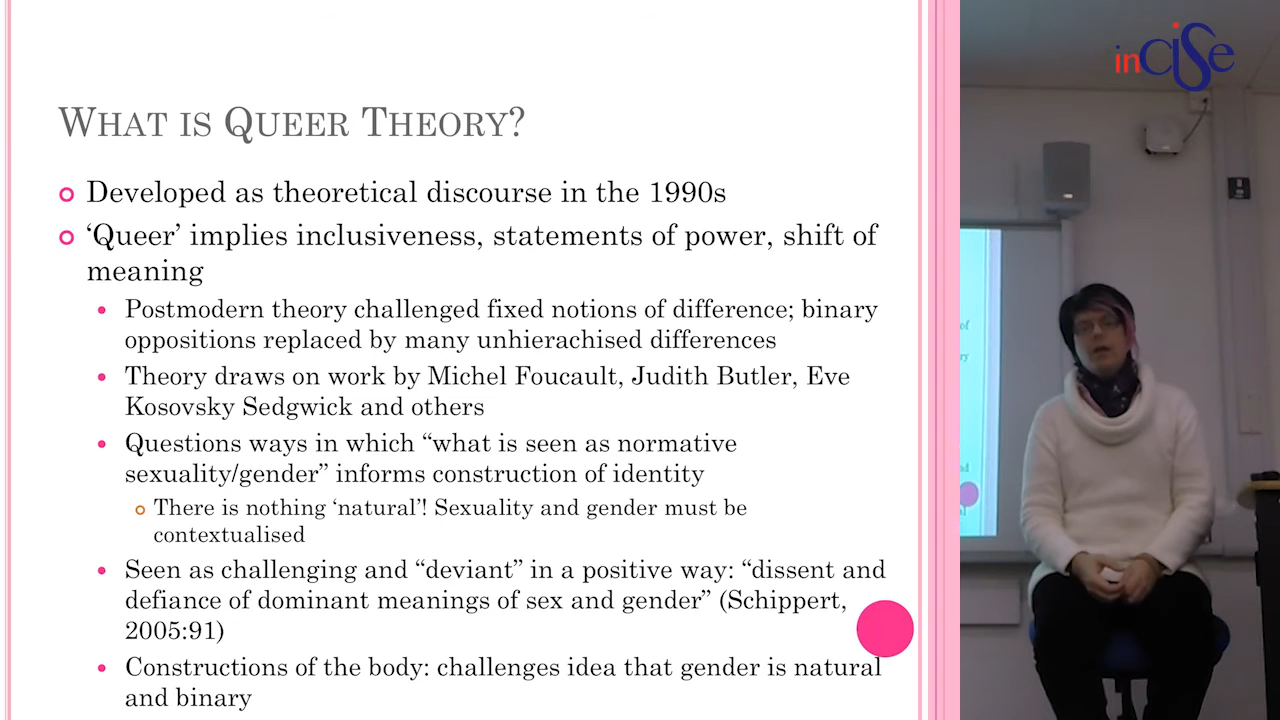 inCiSe
WHAT IS QUEER THEORY?
Developed as theoretical discourse in the 1990s
‘Queer’ implies inclusiveness, statements of power, shift of
meaning
Postmodern theory challenged fixed notions of difference; binary
oppositions replaced by many unhierachised differences
Theory draws on work by Michel Foucault, Judith Butler, Eve
Kosovsky Sedgwick and others
Questions ways in which “what is seen as normative
sexuality/gender” informs construction of identity
There is nothing ‘natural’! Sexuality and gender must be
contextualised
Seen as challenging and “deviant” in a positive way: “dissent and
defiance of dominant meanings of sex and gender” (Schippert,
2005:91)
Constructions of the body: challenges idea that gender is natural
and binary
of